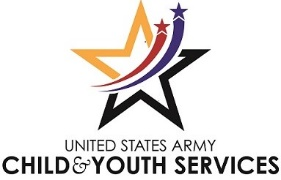 UNITED STATES ARMY
CHILD & YOUTH SERVICES